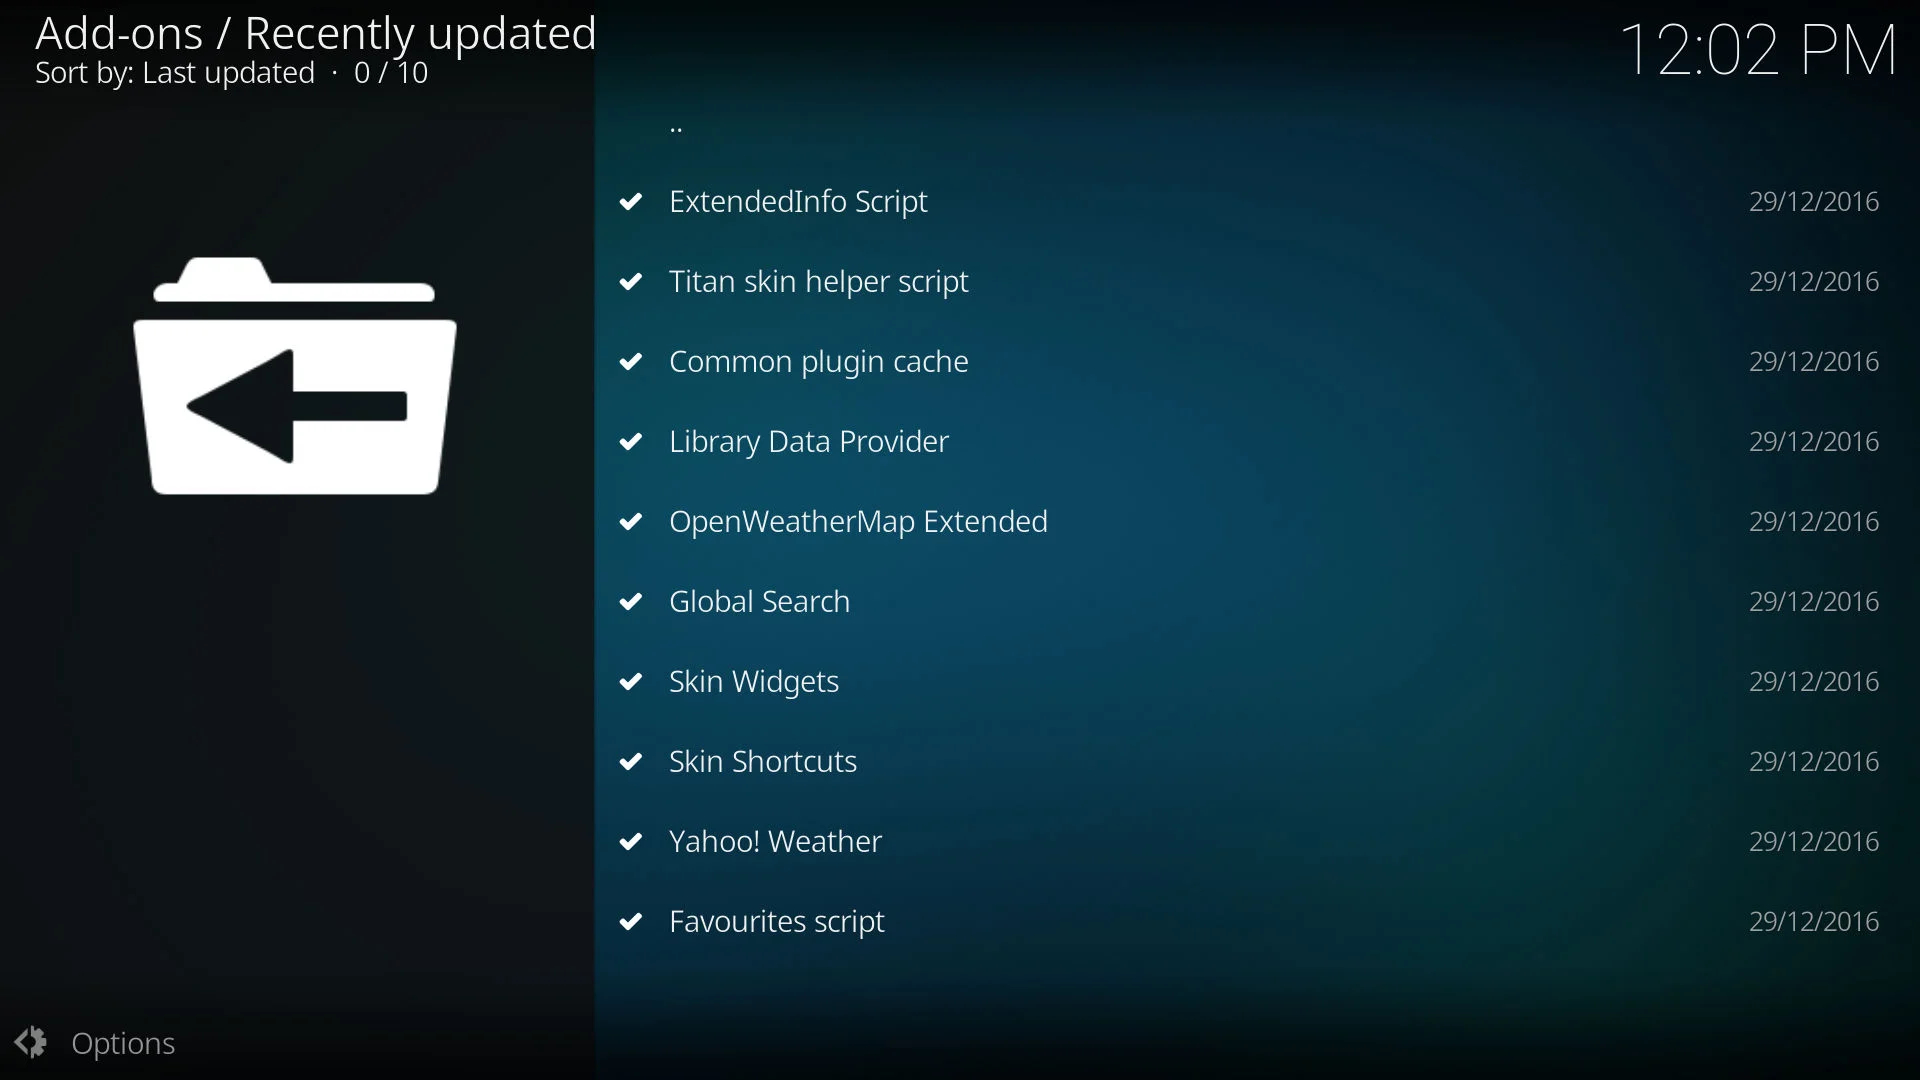 Add-ons / Recently updated
Sort by: Last updated · 0 / 10
12:02 PM
..
ExtendedInfo Script 29/12/2016
Titan skin helper script 29/12/2016
Common plugin cache 29/12/2016
Library Data Provider 29/12/2016
OpenWeatherMap Extended 29/12/2016
Global Search 29/12/2016
Skin Widgets 29/12/2016
Skin Shortcuts 29/12/2016
Yahoo! Weather 29/12/2016
Favourites script 29/12/2016
Options